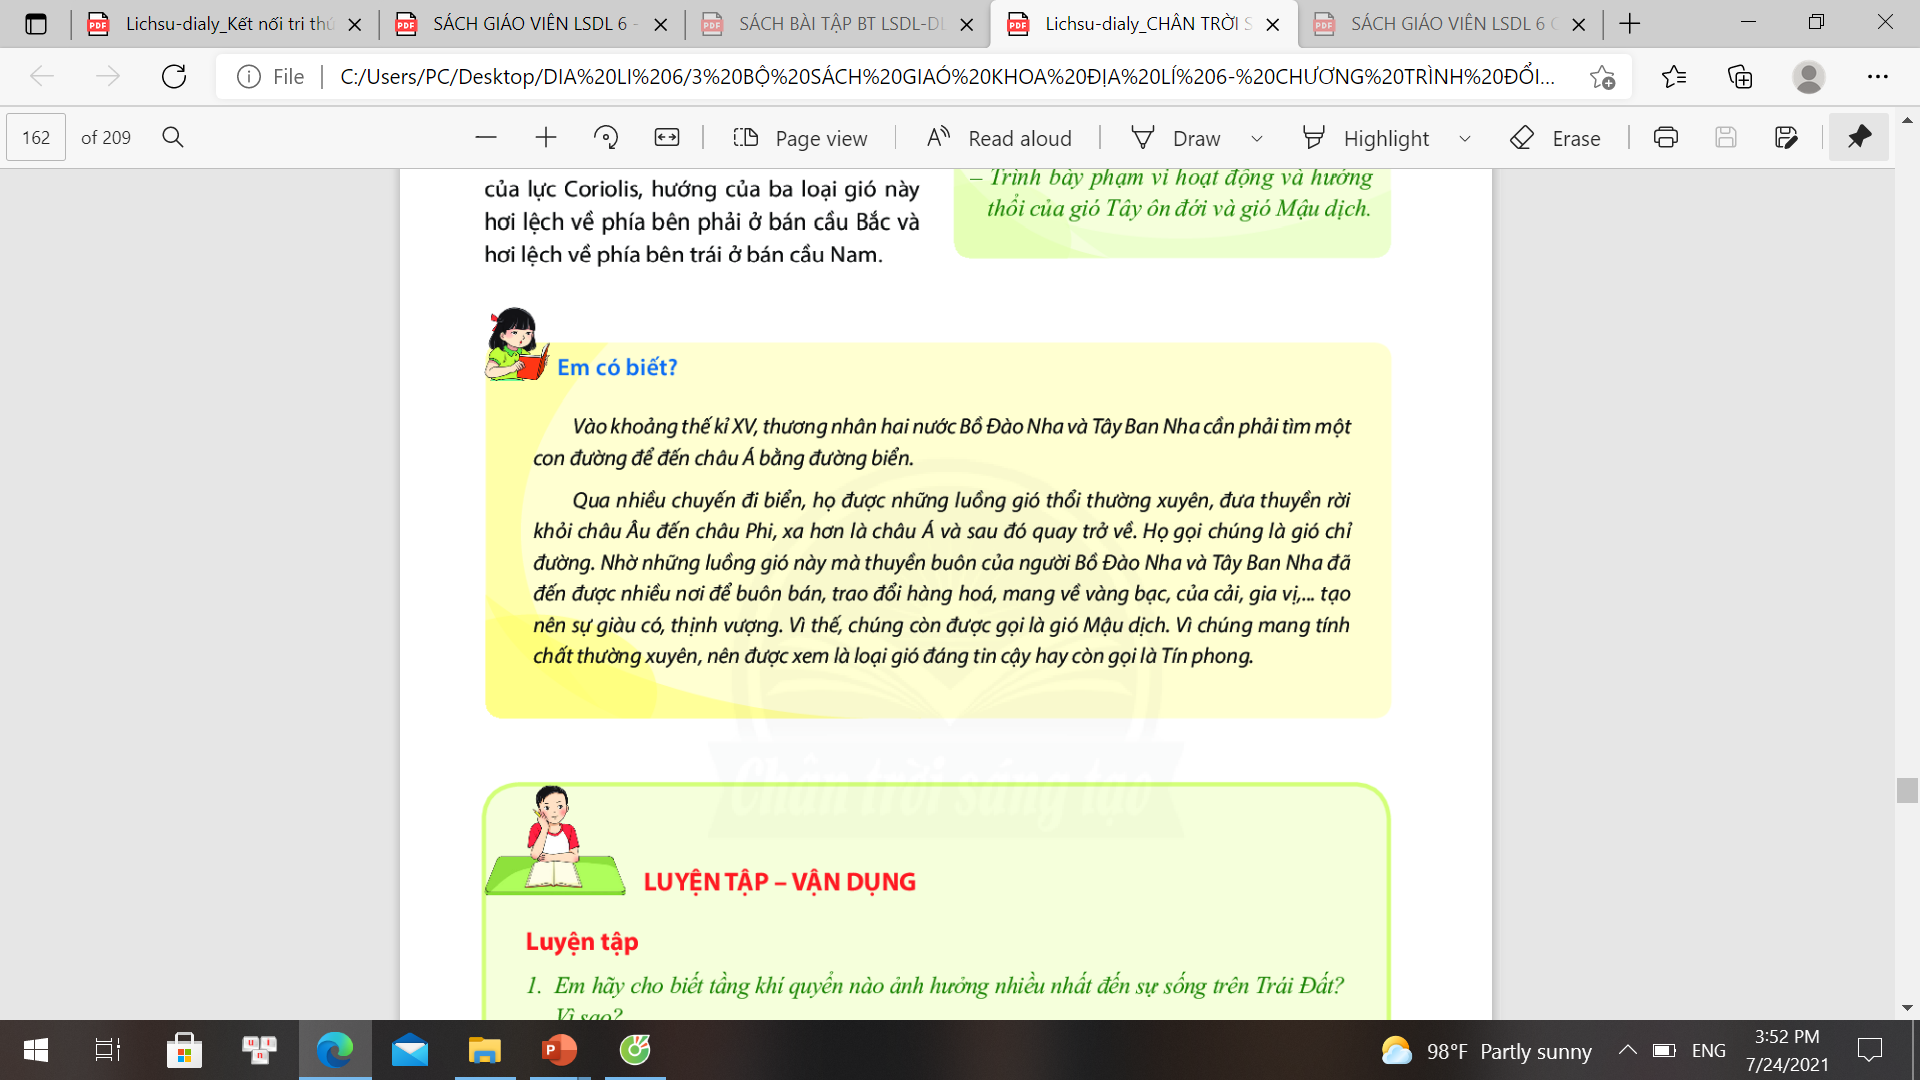 Lichsu-dialy_Kết nối tri thứ
SÁCH GIÁO VIÊN LSDL 6 -
SÁCH BÀI TẬP BT LSDL-DL
Lichsu-dialy_CHÂN TRỜI S
SÁCH GIÁO VIÊN LSDL 6 C
File
C:/Users/PC/Desktop/DIA%20LI%206/3%20BỘ%20SÁCH%20GIAÓ%20KHOA%20ĐỊA%20LÍ%206-%20CHƯƠNG%20TRÌNH%20ĐỔI...
162 of 209
Page view
Read aloud
Draw
Highlight
Erase
của lực Coriolis, hướng của ba loại gió này
hơi lệch về phía bên phải ở bán cầu Bắc và
hơi lệch về phía bên trái ở bán cầu Nam.
– Trình bày phạm vi hoạt động và hướng
thổi của gió Tây ôn đới và gió Mậu dịch.
Em có biết?
Vào khoảng thế kỉ XV, thương nhân hai nước Bồ Đào Nha và Tây Ban Nha cần phải tìm một
con đường để đến châu Á bằng đường biển.
Qua nhiều chuyến đi biển, họ được những luồng gió thổi thường xuyên, đưa thuyền rời
khỏi châu Âu đến châu Phi, xa hơn là châu Á và sau đó quay trở về. Họ gọi chúng là gió chỉ
đường. Nhờ những luồng gió này mà thuyền buôn của người Bồ Đào Nha và Tây Ban Nha đã
đến được nhiều nơi để buôn bán, trao đổi hàng hoá, mang về vàng bạc, của cải, gia vị,... tạo
nên sự giàu có, thịnh vượng. Vì thế, chúng còn được gọi là gió Mậu dịch. Vì chúng mang tính
chất thường xuyên, nên được xem là loại gió đáng tin cậy hay còn gọi là Tín phong.
Chân trời sáng tạo
LUYỆN TẬP – VẬN DỤNG
Luyện tập
1. Em hãy cho biết tầng khí quyển nào ảnh hưởng nhiều nhất đến sự sống trên Trái Đất?
Vì sao?
98°F Partly sunny
ENG
3:52 PM
7/24/2021